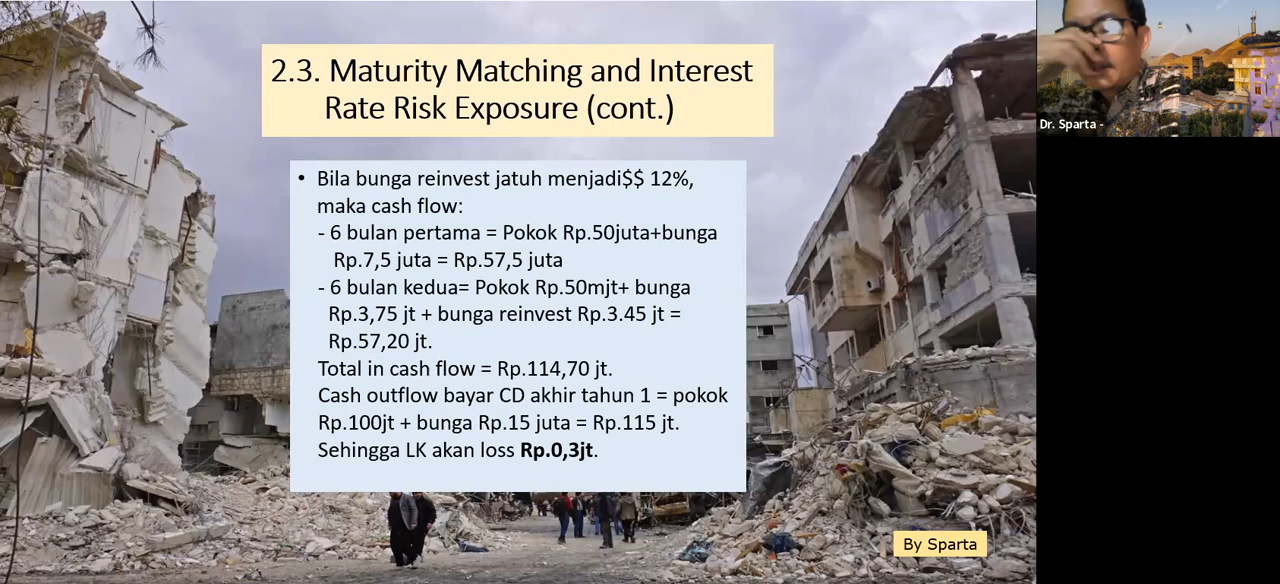 2.3. Maturity Matching and Interest
Rate Risk Exposure (cont.)
• Bila bunga reinvest jatuh menjadi$$ 12%,
maka cash flow:
- 6 bulan pertama = Pokok Rp.50juta+bunga
Rp.7,5 juta = Rp.57,5 juta
- 6 bulan kedua= Pokok Rp.50mjt+ bunga
Rp.3,75 jt + bunga reinvest Rp.3.45 jt =
Rp.57,20 jt.
Total in cash flow = Rp.114,70 jt.
Cash outflow bayar CD akhir tahun 1 = pokok
Rp.100jt + bunga Rp.15 juta = Rp.115 jt.
Sehingga LK akan loss Rp.0,3jt.
By Sparta
Dr. Sparta -